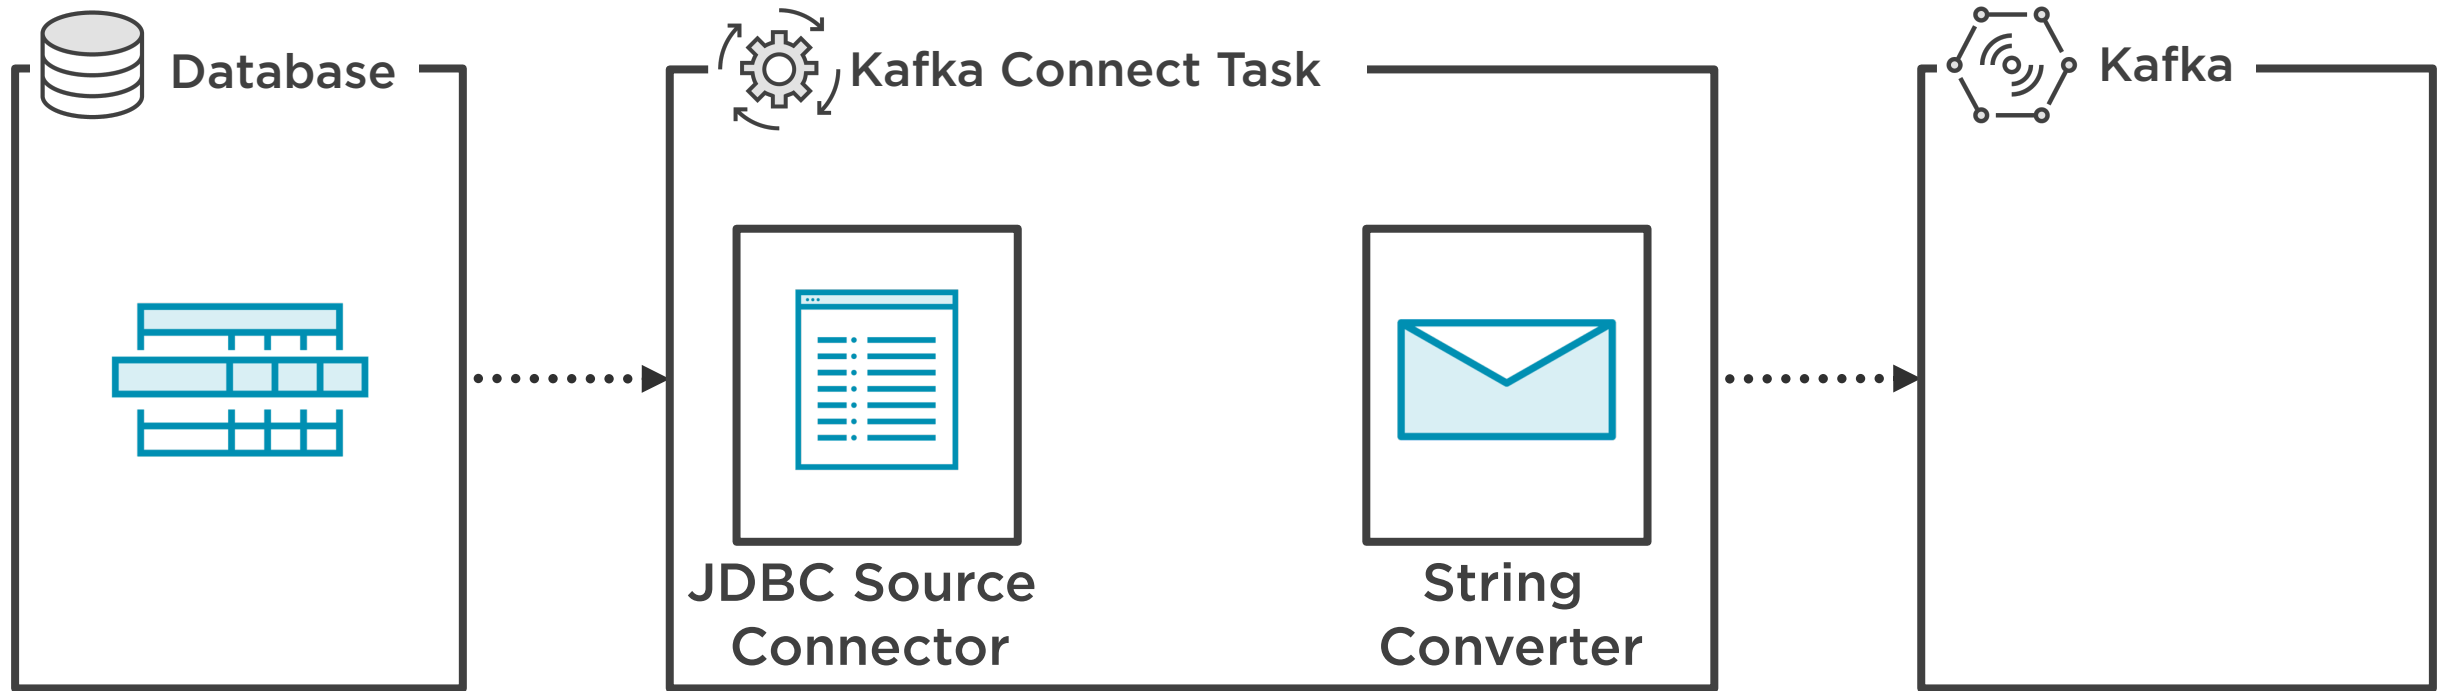 Database
Kafka Connect Task
Kafka
JDBC Source
Connector
String
Converter